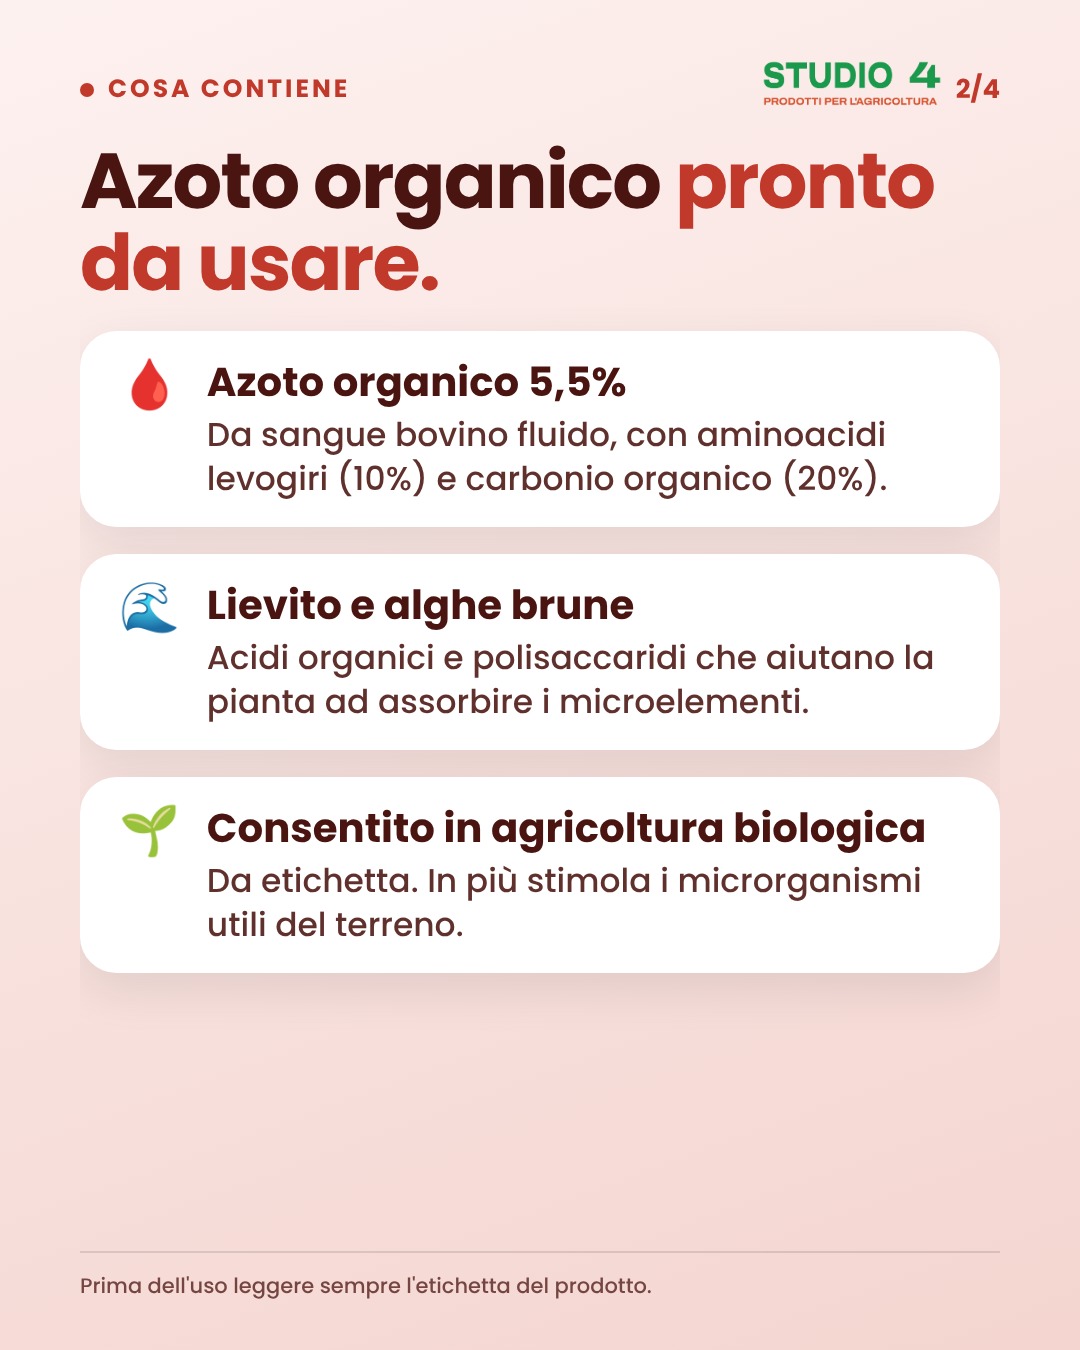 COSA CONTIENE
STUDIO 4
PRODOTTI PER L'AGRICOLTURA
2/4
Azoto organico pronto
da usare.
Azoto organico 5,5%
Da sangue bovino fluido, con aminoacidi
levogiri (10%) e carbonio organico (20%).
Lievito e alghe brune
Acidi organici e polisaccaridi che aiutano la
pianta ad assorbire i microelementi.
Consentito in agricoltura biologica
Da etichetta. In più stimola i microrganismi
utili del terreno.
Prima dell'uso leggere sempre l'etichetta del prodotto.